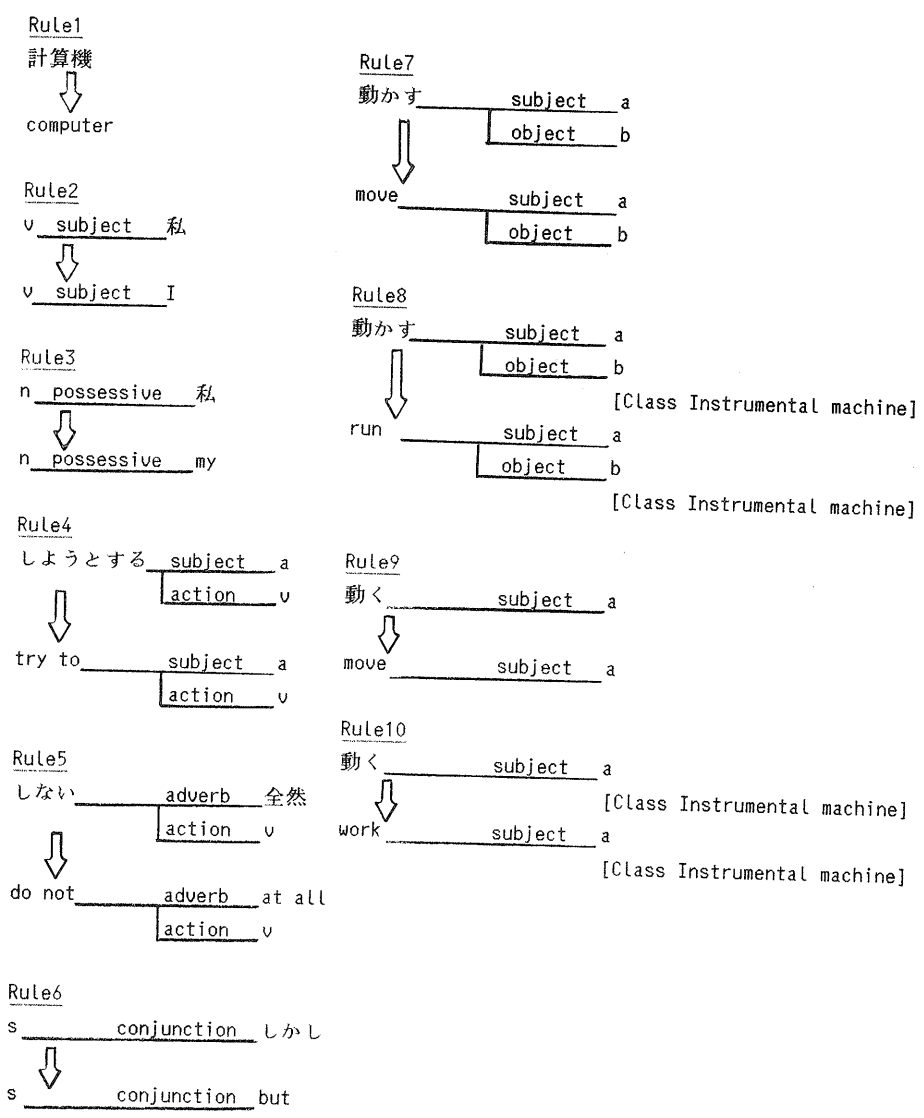 Rule1
計算機
computer
Rule2
v subject 私
v subject I
Rule3
n possessive 私
n possessive my
Rule4
しようとする subject a
action v
try to subject a
action v
Rule5
しない adverb 全然
action v
do not adverb at all
action v
Rule6
s conjunction しかし
s conjunction but
Rule7
動かす subject a
object b
move subject a
object b
Rule8
動かす subject a
object b
[Class Instrumental machine]
run subject a
object b
[Class Instrumental machine]
Rule9
動く subject a
move subject a
Rule10
動く subject a
[Class Instrumental machine]
work subject a
[Class Instrumental machine]